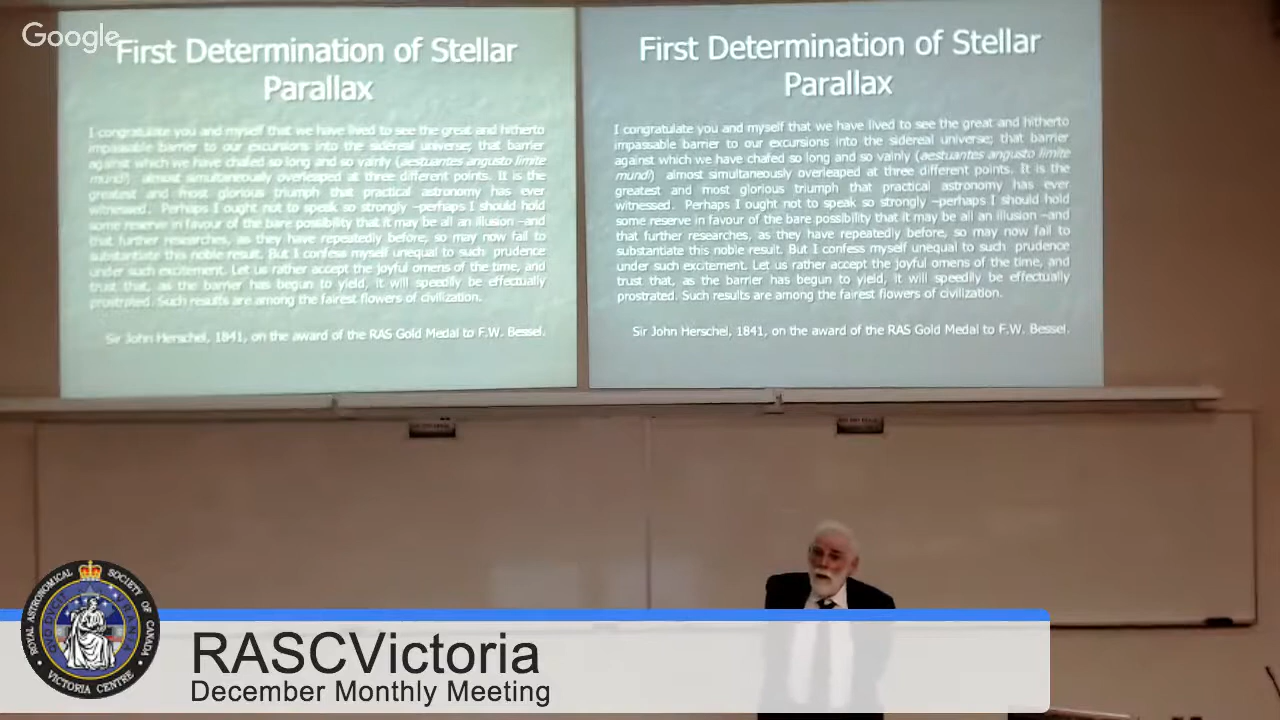 Google
First Determination of Stellar
Parallax
I congratulate you and myself that we have lived to see the great and hitherto
impassable barrier to our excursions into the sidereal universe; that barrier
against which we have chafed so long and so vainly (aestuantes angusto limite
mundi) almost simultaneously overleaped at three different points. It is the
greatest and most glorious triumph that practical astronomy has ever
witnessed. Perhaps I ought not to speak so strongly –perhaps I should hold
some reserve in favour of the bare possibility that it may be all an illusion –and
that further researches, as they have repeatedly before, so may now fail to
substantiate this noble result. But I confess myself unequal to such prudence
under such excitement. Let us rather accept the joyful omens of the time, and
trust that, as the barrier has begun to yield, it will speedily be effectually
prostrated. Such results are among the fairest flowers of civilization.
Sir John Herschel, 1841, on the award of the RAS Gold Medal to F.W. Bessel.
First Determination of Stellar
Parallax
I congratulate you and myself that we have lived to see the great and hitherto
impassable barrier to our excursions into the sidereal universe; that barrier
against which we have chafed so long and so vainly (aestuantes angusto limite
mundi) almost simultaneously overleaped at three different points. It is the
greatest and most glorious triumph that practical astronomy has ever
witnessed. Perhaps I ought not to speak so strongly –perhaps I should hold
some reserve in favour of the bare possibility that it may be all an illusion –and
that further researches, as they have repeatedly before, so may now fail to
substantiate this noble result. But I confess myself unequal to such prudence
under such excitement. Let us rather accept the joyful omens of the time, and
trust that, as the barrier has begun to yield, it will speedily be effectually
prostrated. Such results are among the fairest flowers of civilization.
Sir John Herschel, 1841, on the award of the RAS Gold Medal to F.W. Bessel.
ROYAL ASTRONOMICAL SOCIETY OF CANADA
VICTORIA CENTRE
RASCVictoria
December Monthly Meeting